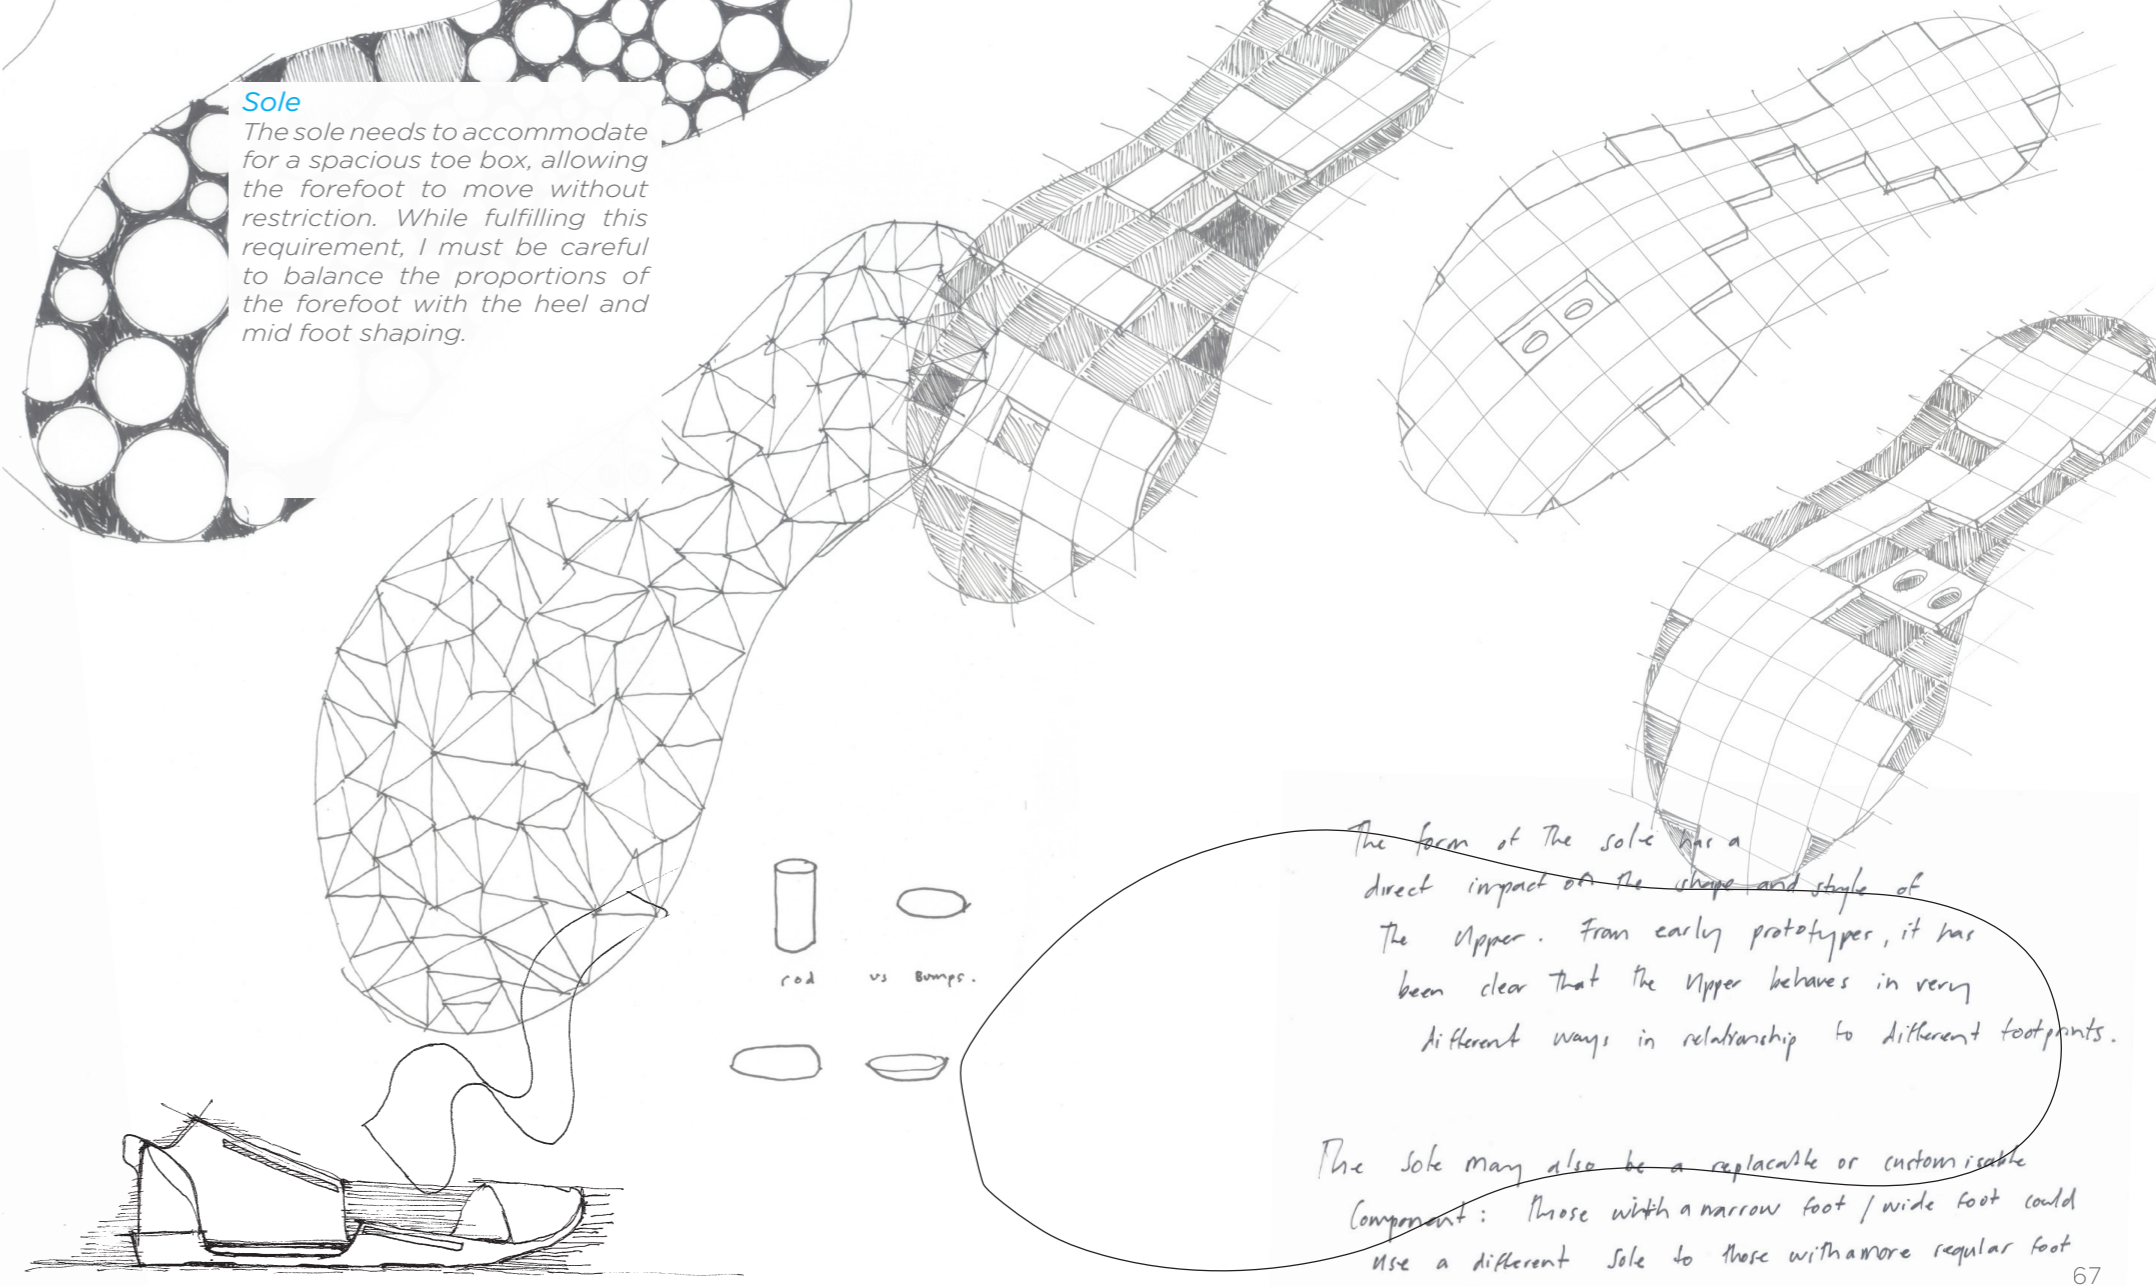 Sole
The sole needs to accommodate
for a spacious toe box, allowing
the forefoot to move without
restriction. While fulfilling this
requirement, I must be careful
to balance the proportions of
the forefoot with the heel and
mid foot shaping.
rod vs Bumps.
The form of The sole has a
direct impact on the shape and style of
The Upper. From early prototypes, it has
been clear that the Upper behaves in very
different ways in relationship to different footprints.
The sole may also be a replacable or customisable
Component: Those with a narrow foot / wide foot could
use a different sole to those with a more regular foot
67